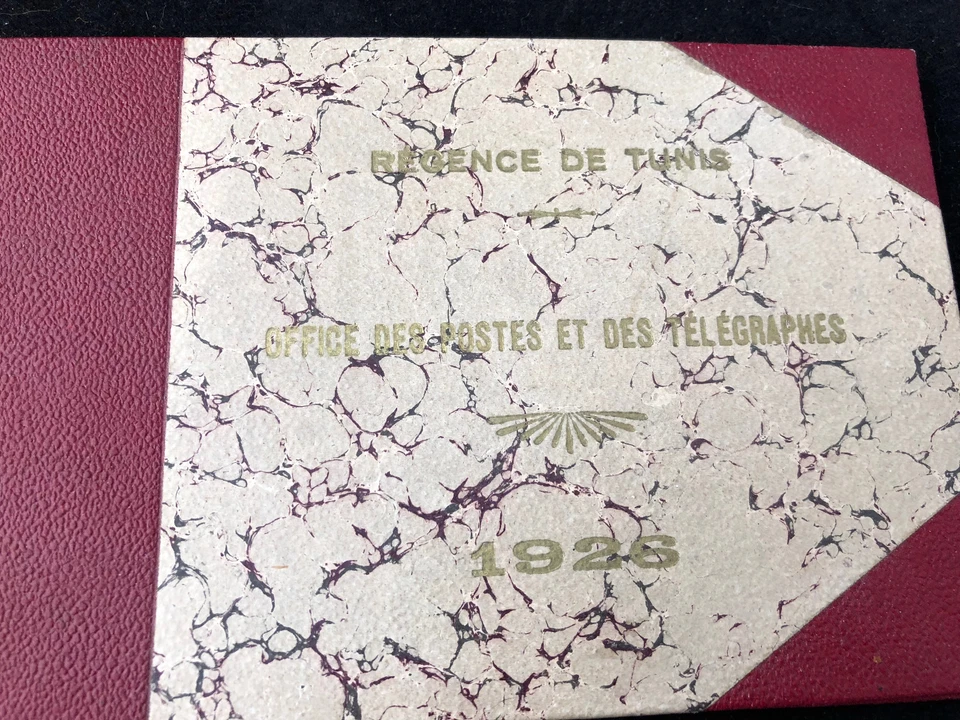 RÉGENCE DE TUNIS
OFFICE DES POSTES ET DES TÉLÉGRAPHES
1926